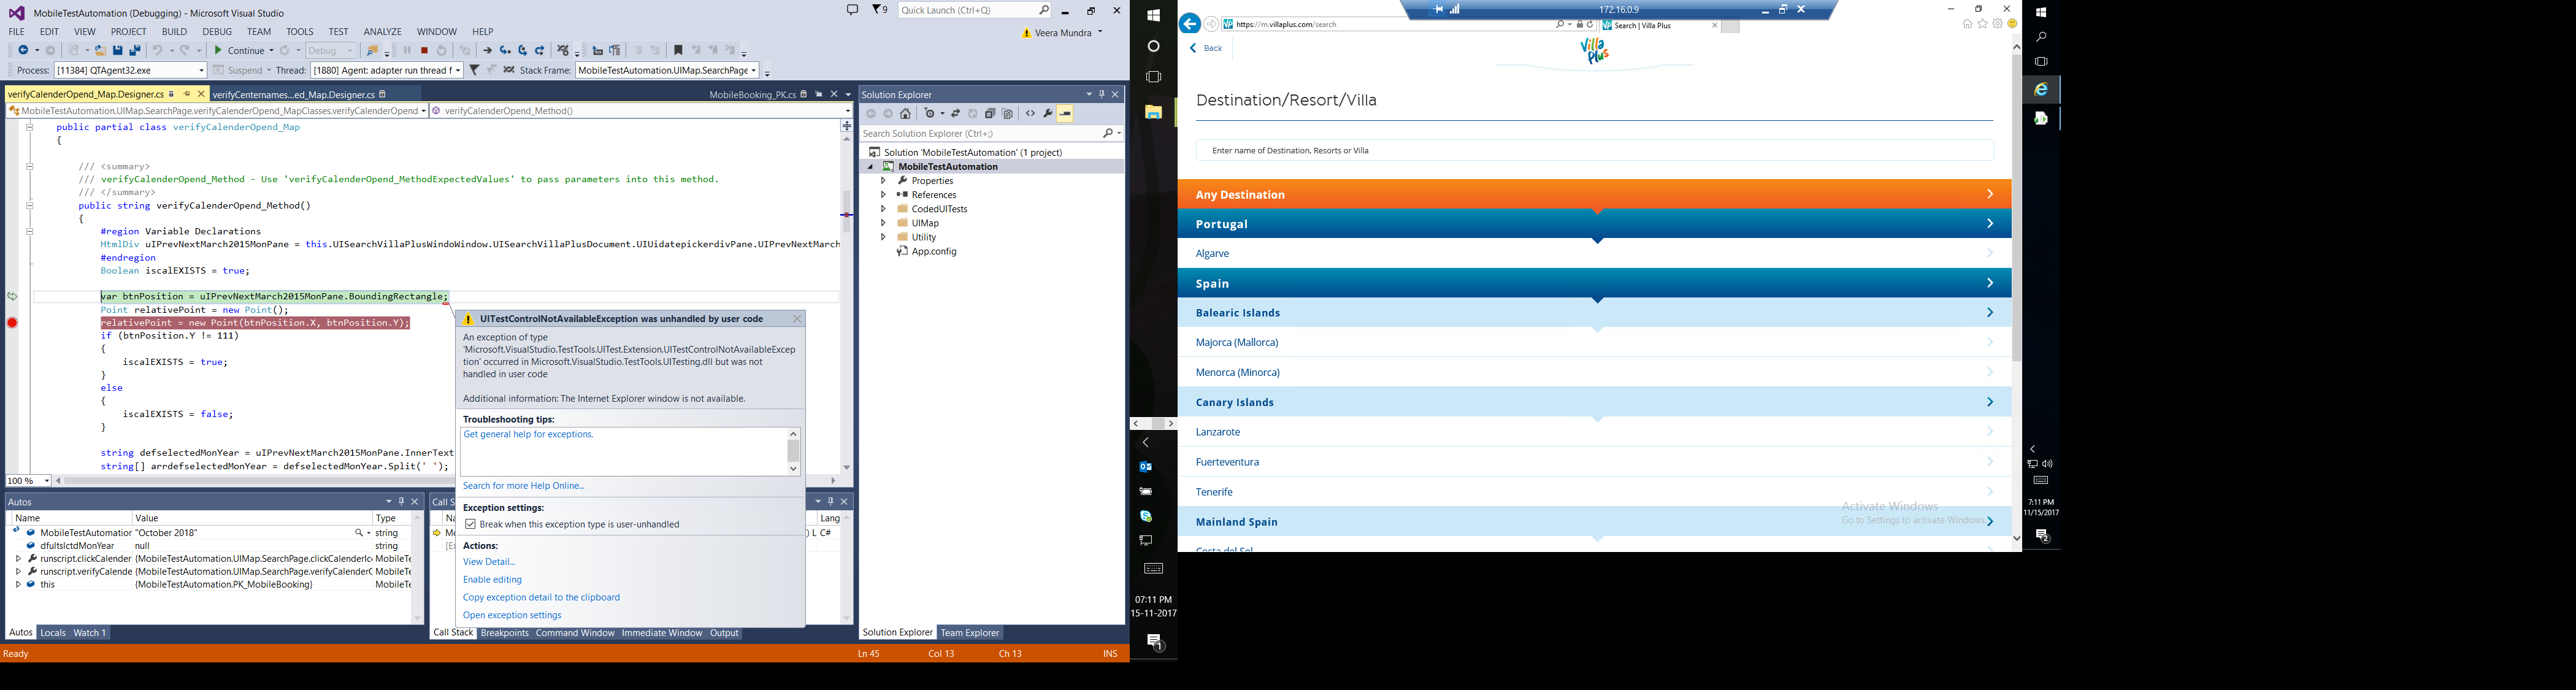 MobileTestAutomation (Debugging) - Microsoft Visual Studio
9
Quick Launch (Ctrl+Q)
FILE EDIT VIEW PROJECT BUILD DEBUG TEAM TOOLS TEST ANALYZE WINDOW HELP
Veera Mundra
Continue
Debug
Process: [11384] QTAgent32.exe
Suspend
Thread: [1880] Agent: adapter run thread f
Stack Frame: MobileTestAutomation.UIMap.SearchPage
verifyCalenderOpend_Map.Designer.cs
verifyCenternames...ed_Map.Designer.cs
MobileBooking_PK.cs
MobileTestAutomation.UIMap.SearchPage.verifyCalenderOpend_MapClasses.verifyCalenderOpend
verifyCalenderOpend_Method()
public partial class verifyCalenderOpend_Map
{
/// <summary>
/// verifyCalenderOpend_Method - Use 'verifyCalenderOpend_MethodExpectedValues' to pass parameters into this method.
/// </summary>
public string verifyCalenderOpend_Method()
{
#region Variable Declarations
HtmlDiv uIPrevNextMarch2015MonPane = this.UISearchVillaPlusWindoWindow.UISearchVillaPlusDocument.UIUidatepickerdivPane.UIPrevNextMarch
#endregion
Boolean iscalEXISTS = true;
var btnPosition = uIPrevNextMarch2015MonPane.BoundingRectangle;
Point relativePoint = new Point();
relativePoint = new Point(btnPosition.X, btnPosition.Y);
if (btnPosition.Y != 111)
{
iscalEXISTS = true;
}
else
{
iscalEXISTS = false;
}
string defselectedMonYear = uIPrevNextMarch2015MonPane.InnerText
string[] arrdefselectedMonYear = defselectedMonYear.Split(' ');
100 %
UITestControlNotAvailableException was unhandled by user code
An exception of type
'Microsoft.VisualStudio.TestTools.UITest.Extension.UITestControlNotAvailableExcep
tion' occurred in Microsoft.VisualStudio.TestTools.UITesting.dll but was not
handled in user code
Additional information: The Internet Explorer window is not available.
Troubleshooting tips:
Get general help for exceptions.
Search for more Help Online...
Exception settings:
Break when this exception type is user-unhandled
Actions:
View Detail...
Enable editing
Copy exception detail to the clipboard
Open exception settings
Autos
Name Value Type
MobileTestAutomation "October 2018" string
dfultslctdMonYear null string
runscript.clickCalender {MobileTestAutomation.UIMap.SearchPage.clickCalenderIc MobileTe
runscript.verifyCalende {MobileTestAutomation.UIMap.SearchPage.verifyCalenderO MobileTe
this {MobileTestAutomation.PK_MobileBooking} MobileTe
Autos Locals Watch 1
Call S
Na
Lang
Mo
) L C#
[Ex
Call Stack Breakpoints Command Window Immediate Window Output
Solution Explorer
Search Solution Explorer (Ctrl+;)
Solution 'MobileTestAutomation' (1 project)
MobileTestAutomation
Properties
References
CodedUITests
UIMap
Utility
App.config
Solution Explorer Team Explorer
Ready
Ln 45 Col 13 Ch 13 INS
07:11 PM
15-11-2017
1
172.16.0.9
https://m.villaplus.com/search
Search | Villa Plus
Back
Villa Plus
Destination/Resort/Villa
Enter name of Destination, Resorts or Villa
Any Destination
Portugal
Algarve
Spain
Balearic Islands
Majorca (Mallorca)
Menorca (Minorca)
Canary Islands
Lanzarote
Fuerteventura
Tenerife
Mainland Spain
Costa del Sol
Activate Windows
Go to Settings to activate Windows.
7:11 PM
11/15/2017
2